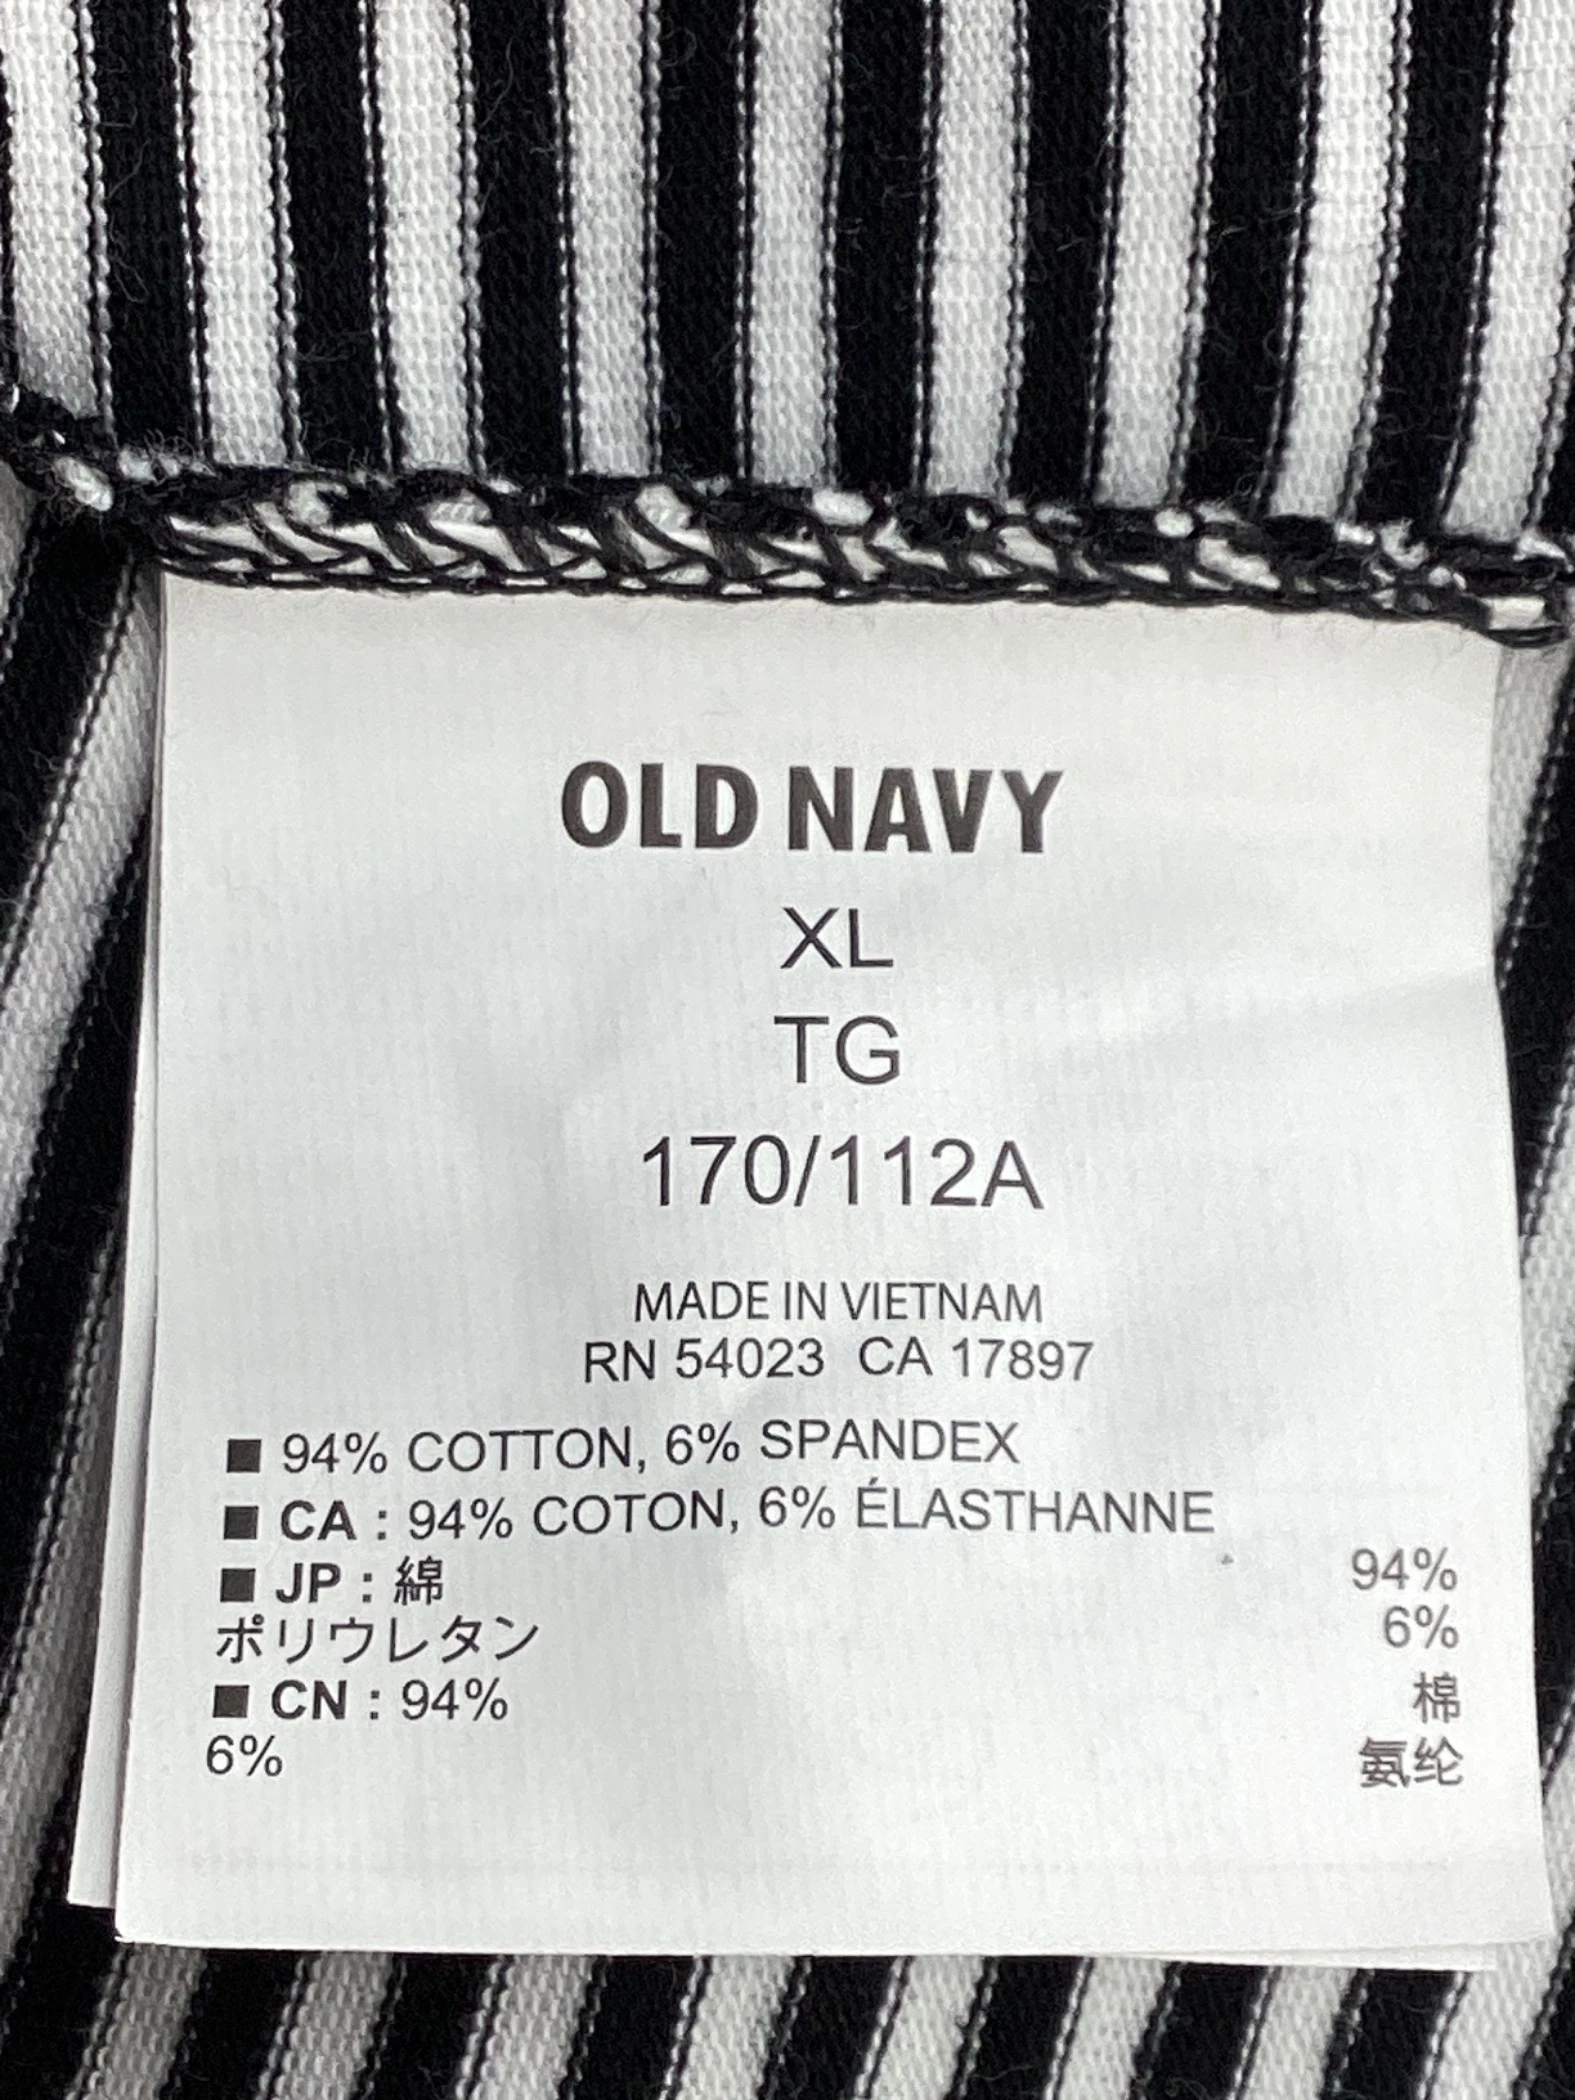 OLD NAVY
XL
TG
170/112A
MADE IN VIETNAM
RN 54023 CA 17897
■ 94% COTTON, 6% SPANDEX
■ CA : 94% COTON, 6% ÉLASTHANNE
■ JP : 綿 94%
ポリウレタン 6%
■ CN : 94% 棉
6% 氨纶